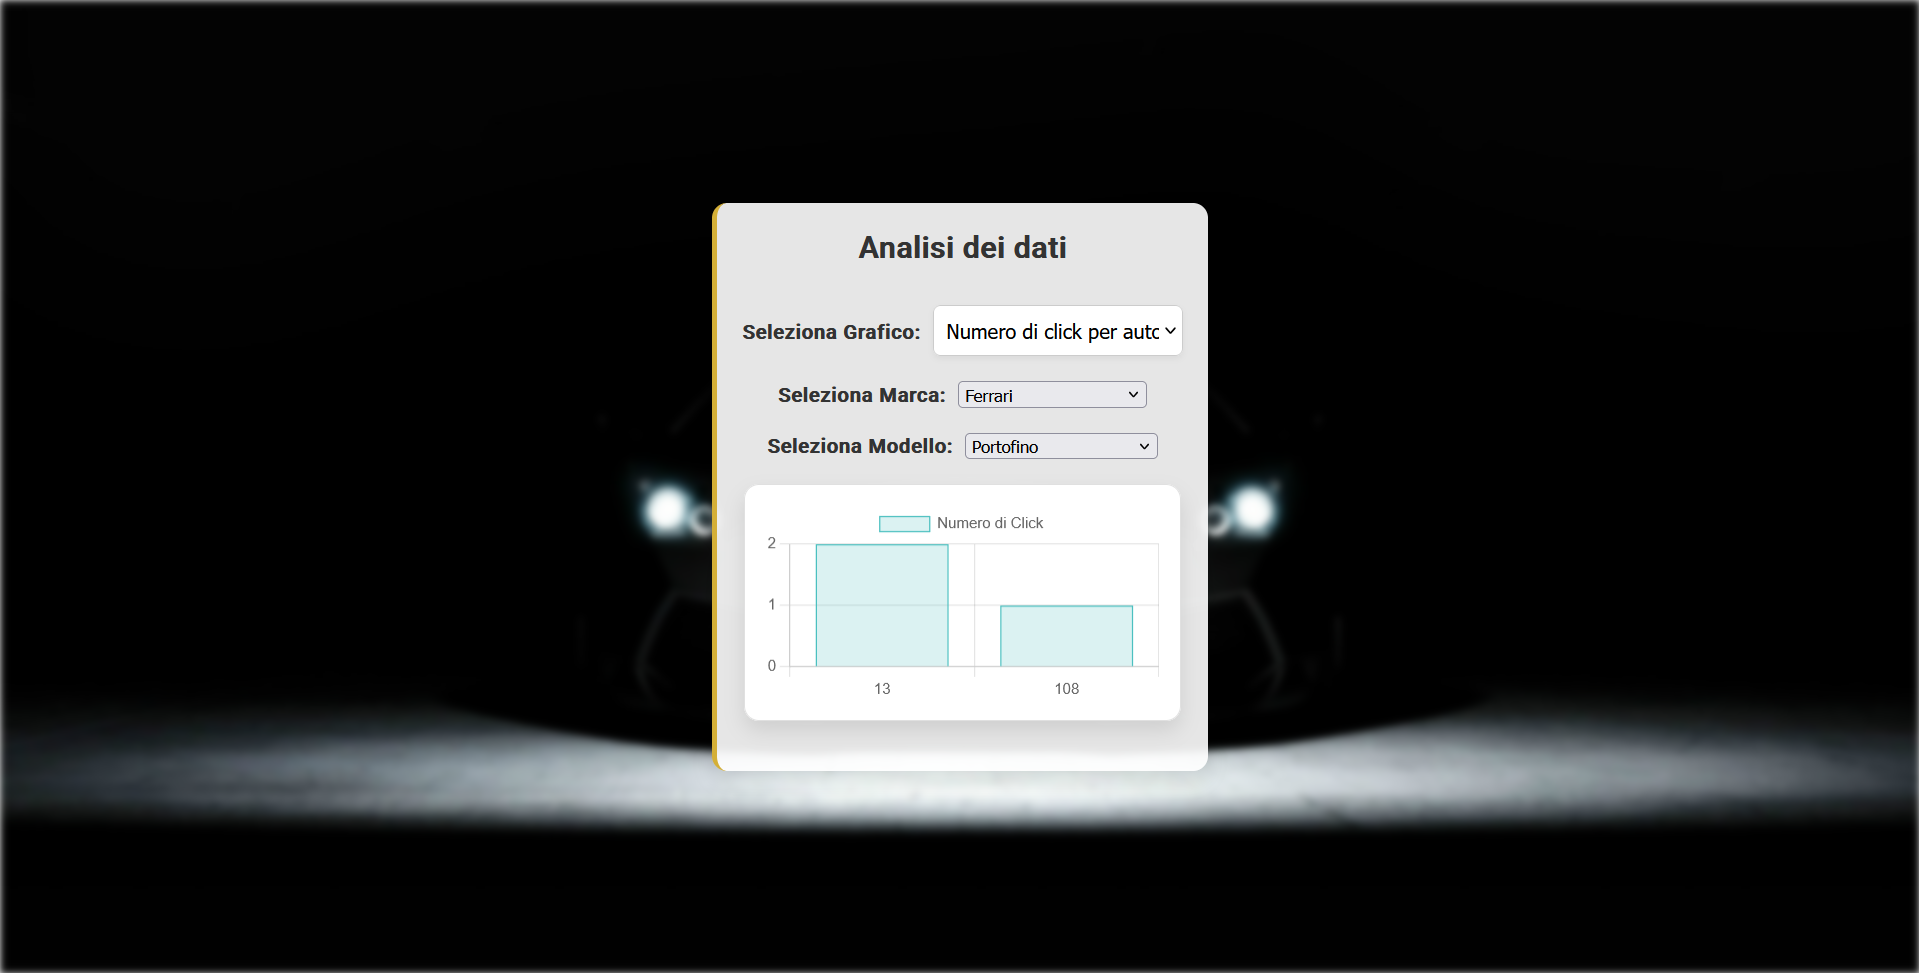 Analisi dei dati
Seleziona Grafico: Numero di click per auto
Seleziona Marca: Ferrari
Seleziona Modello: Portofino
Numero di Click
2
1
0
13 108